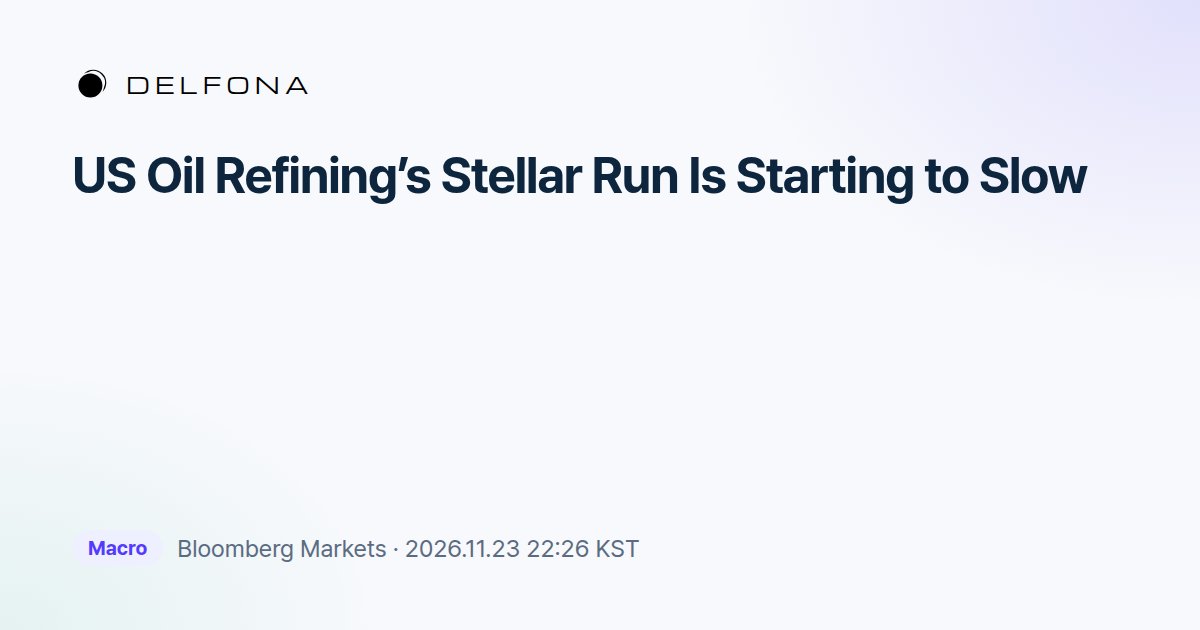 DELFONA
US Oil Refining’s Stellar Run Is Starting to Slow
Macro Bloomberg Markets · 2026.11.23 22:26 KST